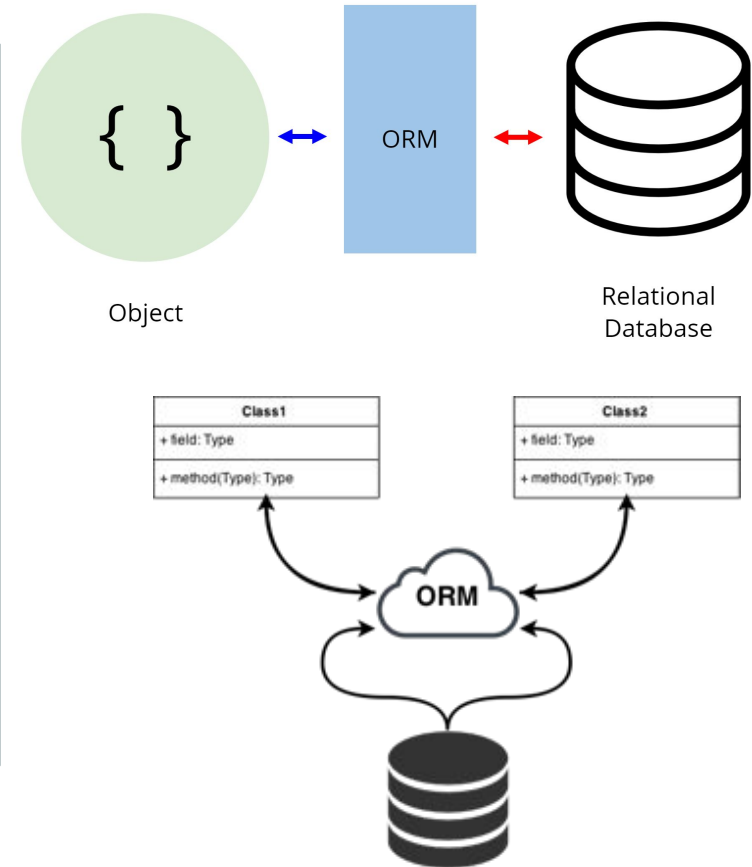 { }
ORM
Object
Relational
Database
Class1
+ field: Type
+ method(Type): Type
Class2
+ field: Type
+ method(Type): Type
ORM